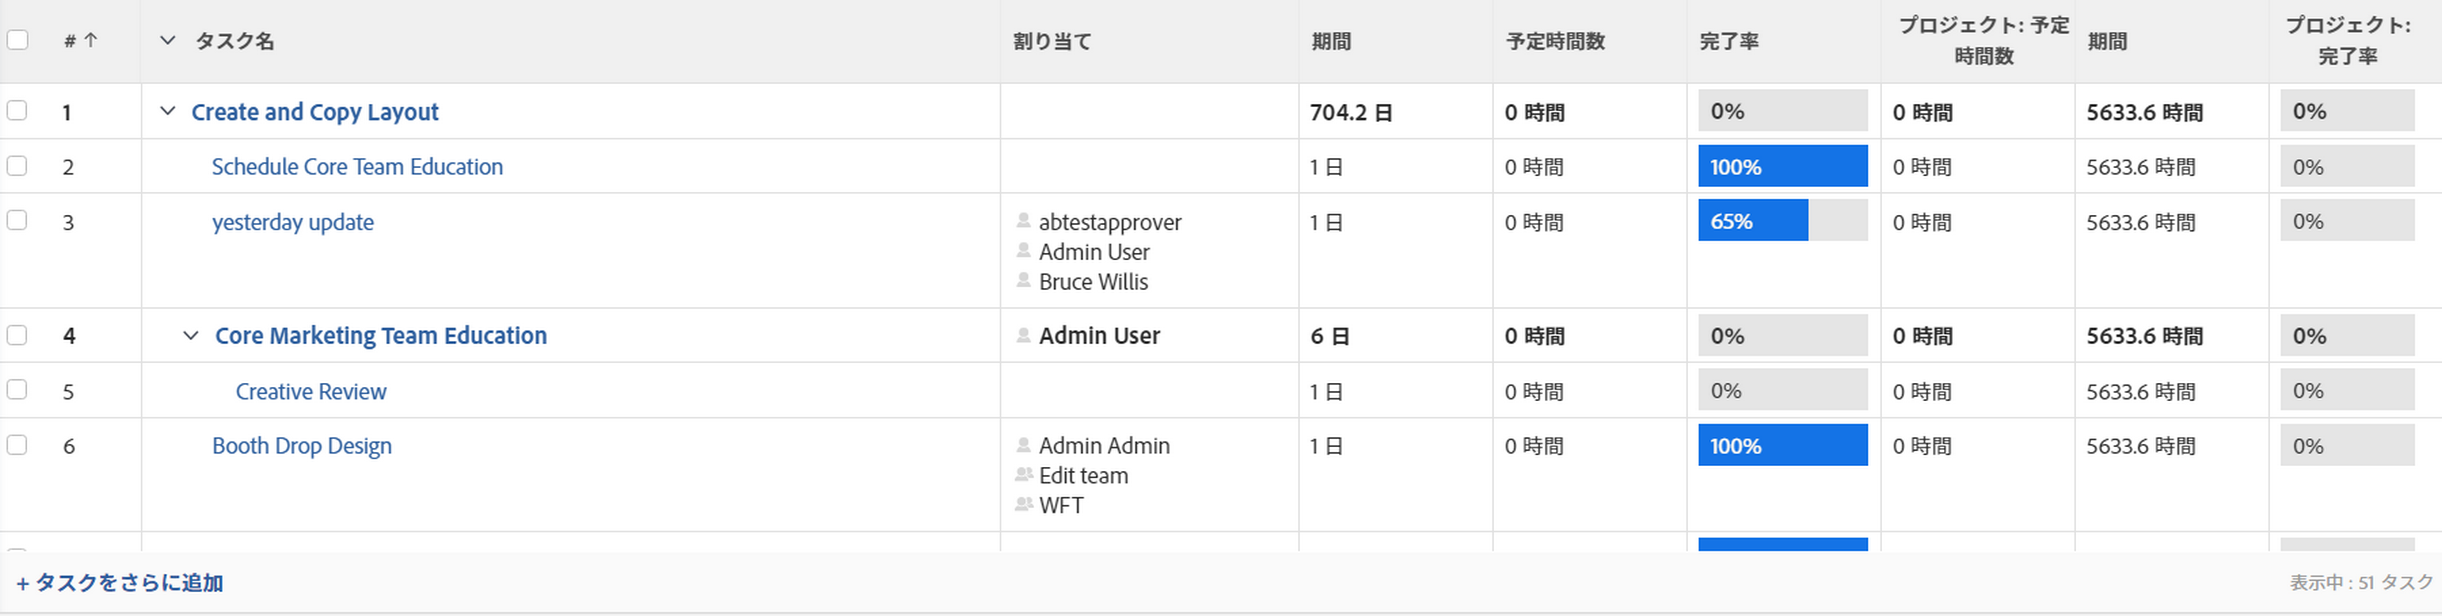 # ↑ タスク名 割り当て 期間 予定時間数 完了率 プロジェクト: 予定時間数 期間 プロジェクト: 完了率
1 Create and Copy Layout 704.2 日 0 時間 0% 0 時間 5633.6 時間 0%
2 Schedule Core Team Education 1 日 0 時間 100% 0 時間 5633.6 時間 0%
3 yesterday update abtestapprover 1 日 0 時間 65% 0 時間 5633.6 時間 0%
Admin User
Bruce Willis
4 Core Marketing Team Education Admin User 6 日 0 時間 0% 0 時間 5633.6 時間 0%
5 Creative Review 1 日 0 時間 0% 0 時間 5633.6 時間 0%
6 Booth Drop Design Admin Admin 1 日 0 時間 100% 0 時間 5633.6 時間 0%
Edit team
WFT
+ タスクをさらに追加 表示中 : 51 タスク